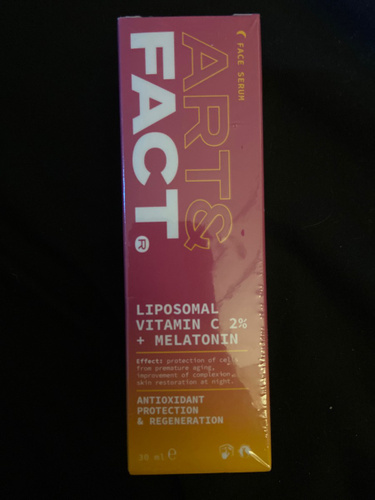 FACE SERUM
ART&
FACT®
LIPOSOMAL
VITAMIN C 2%
+ MELATONIN
Effect: protection of cells
from premature aging,
improvement of complexion,
skin restoration at night.
ANTIOXIDANT
PROTECTION
& REGENERATION
30 ml ℮